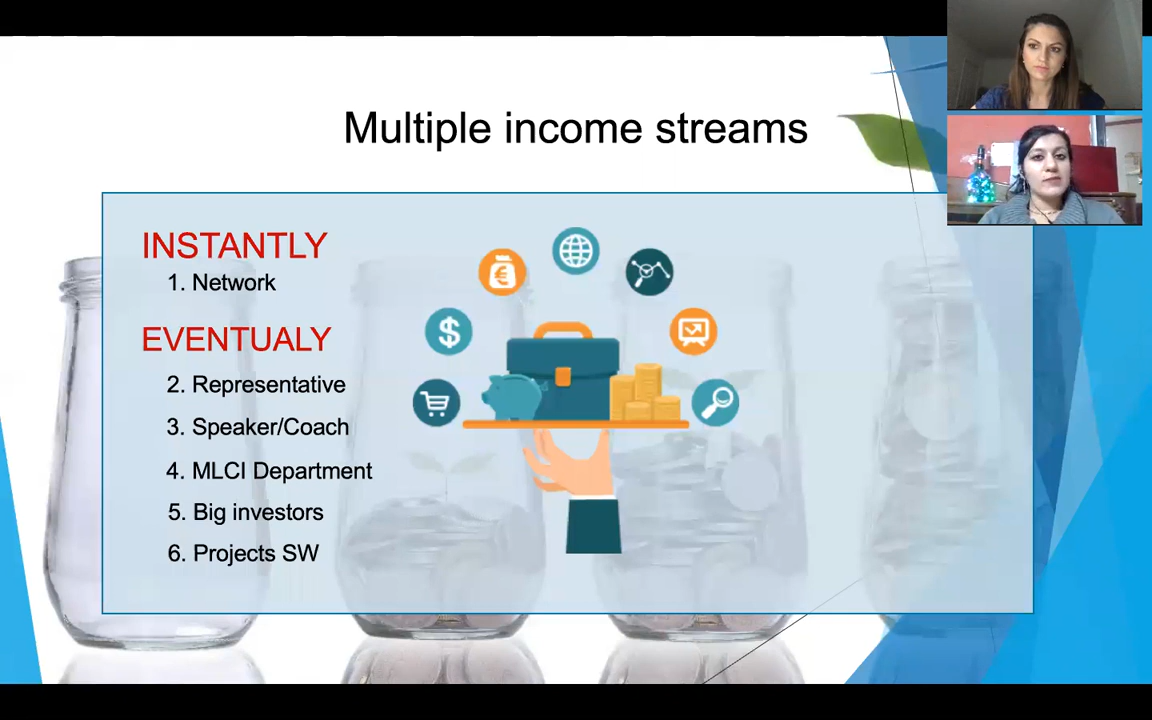 Multiple income streams
INSTANTLY
1. Network
EVENTUALY
2. Representative
3. Speaker/Coach
4. MLCI Department
5. Big investors
6. Projects SW
$
€